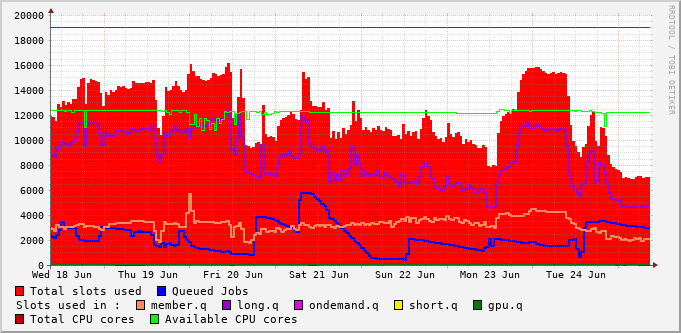 20000
18000
16000
14000
12000
10000
8000
6000
4000
2000
0
Wed 18 Jun Thu 19 Jun Fri 20 Jun Sat 21 Jun Sun 22 Jun Mon 23 Jun Tue 24 Jun
RRDTOOL / TOBI OETIKER
Total slots used Queued Jobs
Slots used in : member.q long.q ondemand.q short.q gpu.q
Total CPU cores Available CPU cores